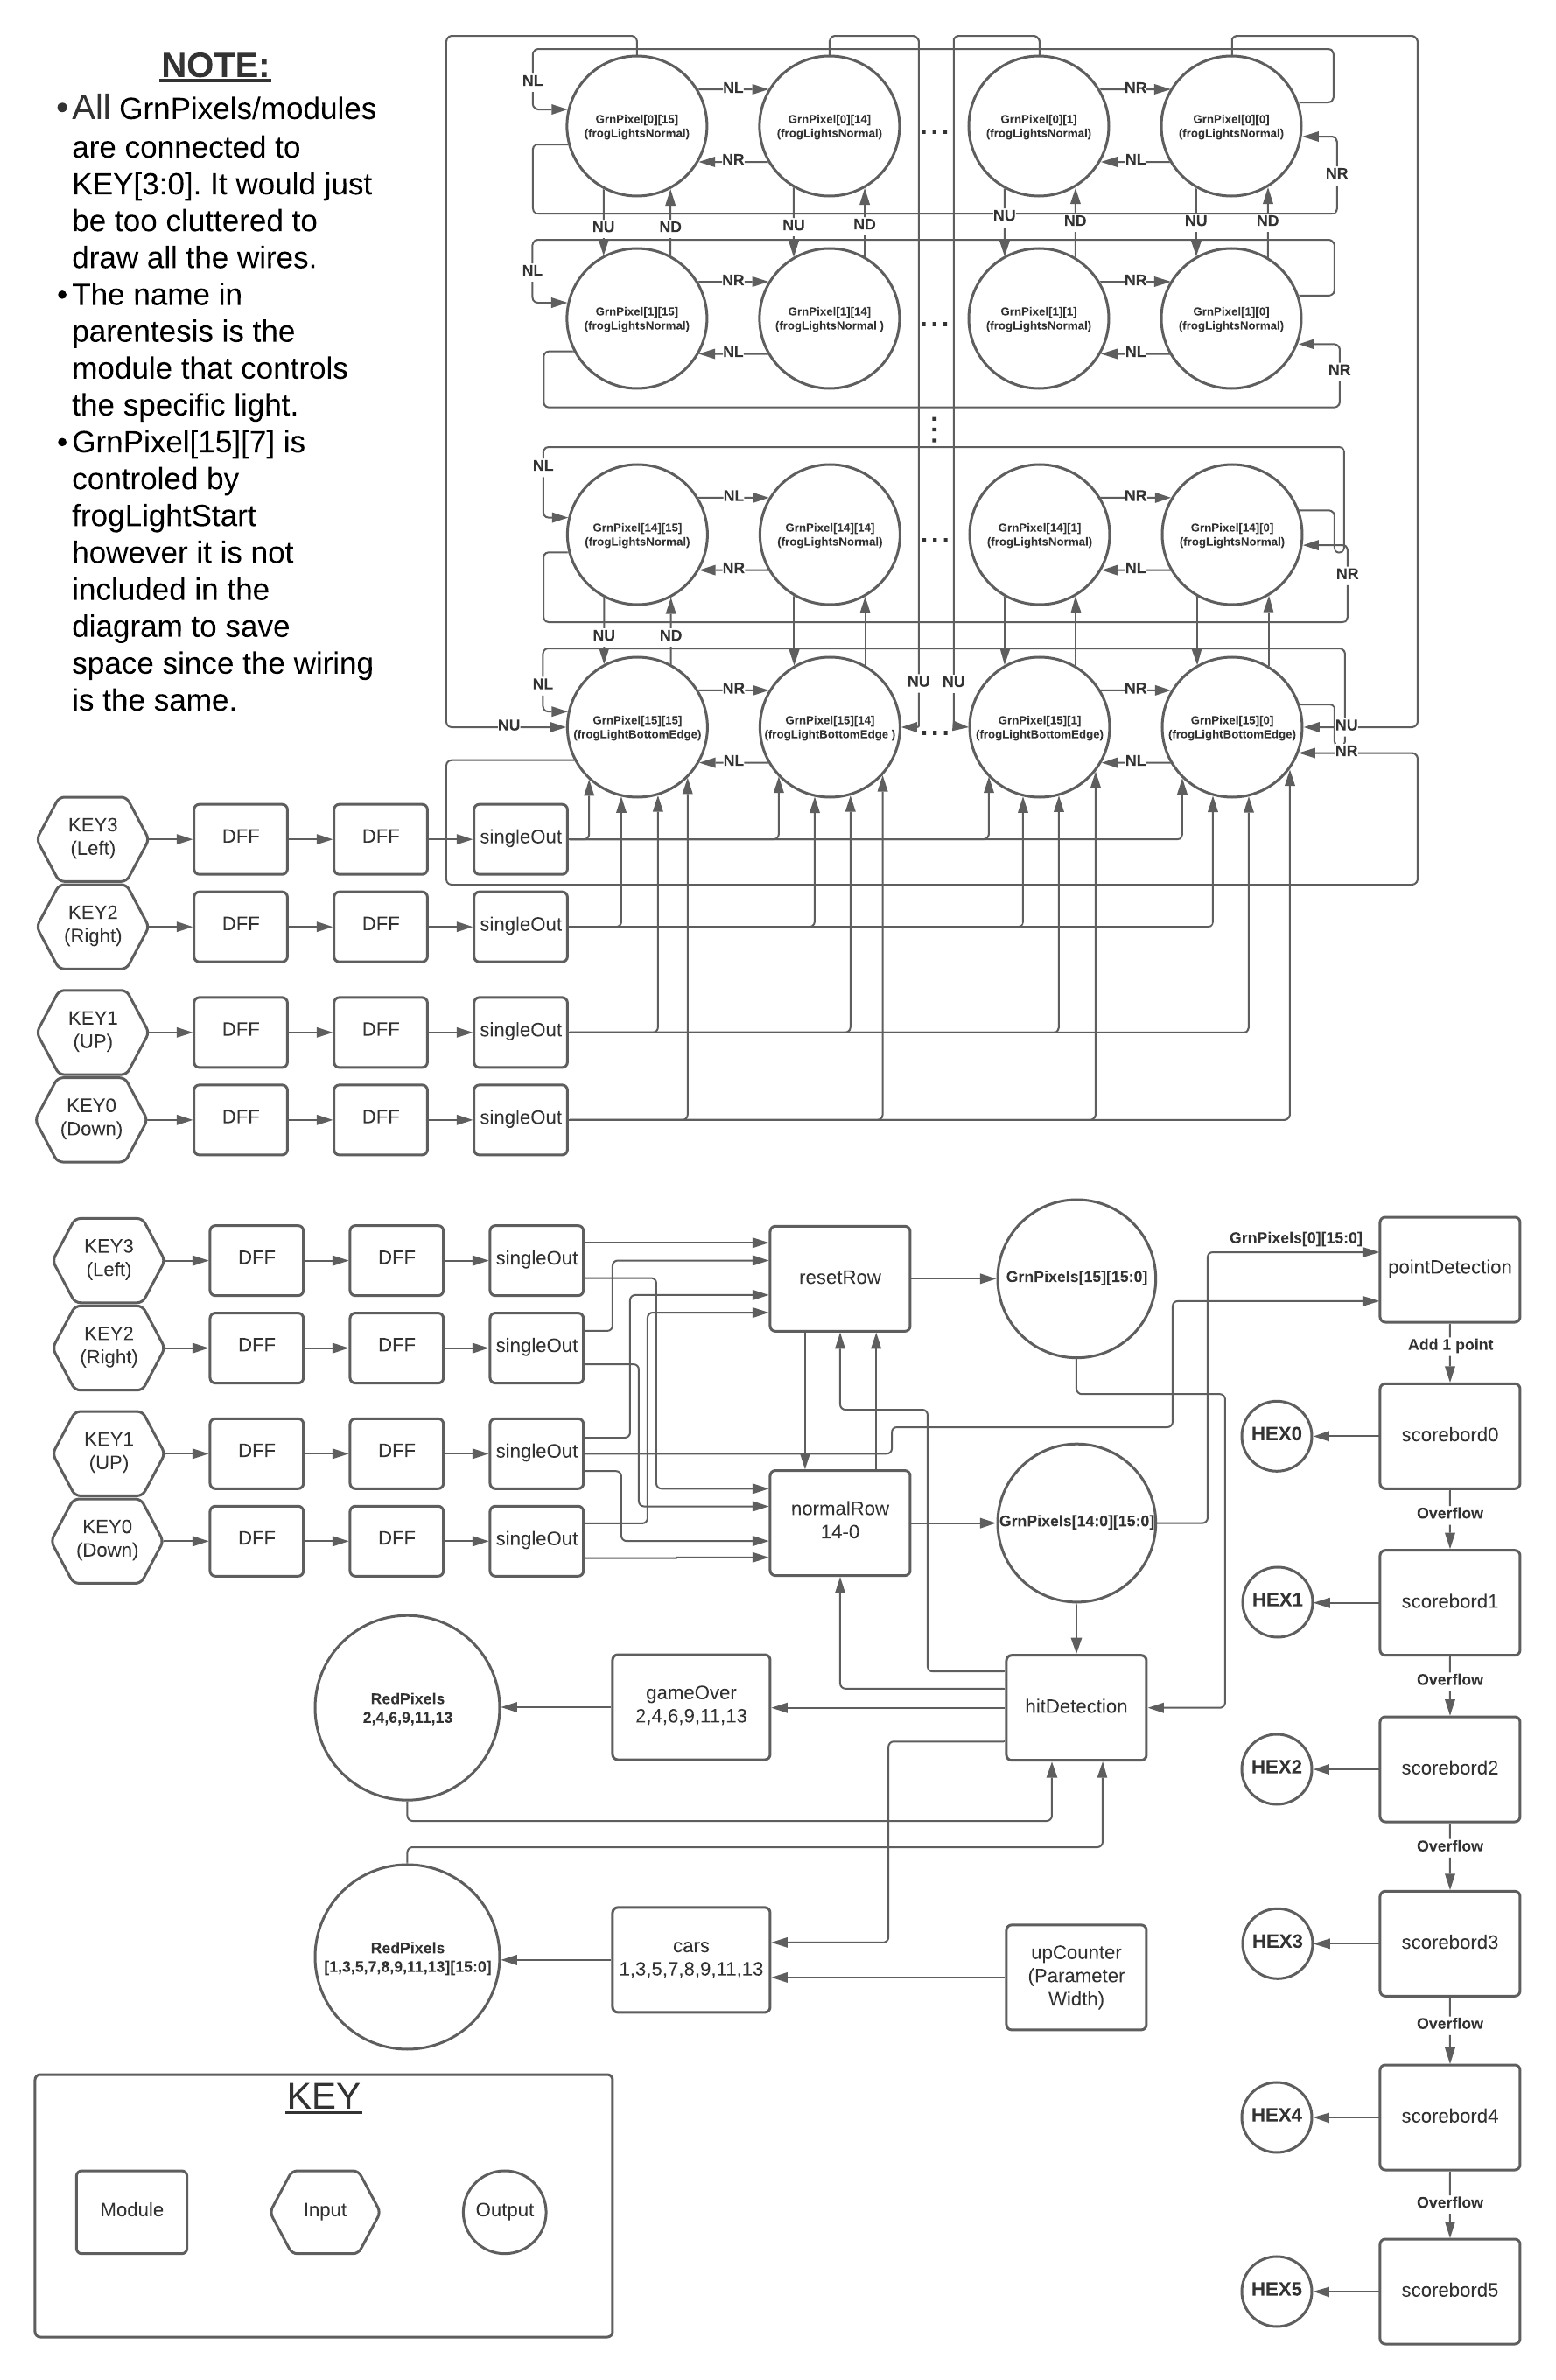 NOTE:
•All GrnPixels/modules
are connected to
KEY[3:0]. It would just
be too cluttered to
draw all the wires.
•The name in
parentesis is the
module that controls
the specific light.
•GrnPixel[15][7] is
controled by
frogLightStart
however it is not
included in the
diagram to save
space since the wiring
is the same.
NL
GrnPixel[0][15]
(frogLightsNormal)
NL
NR
GrnPixel[0][14]
(frogLightsNormal)
...
GrnPixel[0][1]
(frogLightsNormal)
NR
NL
GrnPixel[0][0]
(frogLightsNormal)
NR
NU
ND
NU
ND
NU
ND
NU
ND
NL
GrnPixel[1][15]
(frogLightsNormal)
NR
NL
GrnPixel[1][14]
(frogLightsNormal )
...
GrnPixel[1][1]
(frogLightsNormal)
NR
NL
GrnPixel[1][0]
(frogLightsNormal)
NR
...
NL
GrnPixel[14][15]
(frogLightsNormal)
NL
NR
GrnPixel[14][14]
(frogLightsNormal)
...
GrnPixel[14][1]
(frogLightsNormal)
NR
NL
GrnPixel[14][0]
(frogLightsNormal)
NR
NU
ND
NL
NU
GrnPixel[15][15]
(frogLightBottomEdge)
NR
NL
GrnPixel[15][14]
(frogLightBottomEdge )
NU
NU
...
GrnPixel[15][1]
(frogLightBottomEdge)
NR
NL
GrnPixel[15][0]
(frogLightBottomEdge)
NU
NR
KEY3
(Left)
DFF
DFF
singleOut
KEY2
(Right)
DFF
DFF
singleOut
KEY1
(UP)
DFF
DFF
singleOut
KEY0
(Down)
DFF
DFF
singleOut
KEY3
(Left)
DFF
DFF
singleOut
KEY2
(Right)
DFF
DFF
singleOut
KEY1
(UP)
DFF
DFF
singleOut
KEY0
(Down)
DFF
DFF
singleOut
resetRow
GrnPixels[15][15:0]
normalRow
14-0
GrnPixels[14:0][15:0]
GrnPixels[0][15:0]
pointDetection
Add 1 point
HEX0
scorebord0
Overflow
HEX1
scorebord1
Overflow
HEX2
scorebord2
Overflow
HEX3
scorebord3
Overflow
HEX4
scorebord4
Overflow
HEX5
scorebord5
RedPixels
2,4,6,9,11,13
gameOver
2,4,6,9,11,13
hitDetection
RedPixels
[1,3,5,7,8,9,11,13][15:0]
cars
1,3,5,7,8,9,11,13
upCounter
(Parameter
Width)
KEY
Module
Input
Output